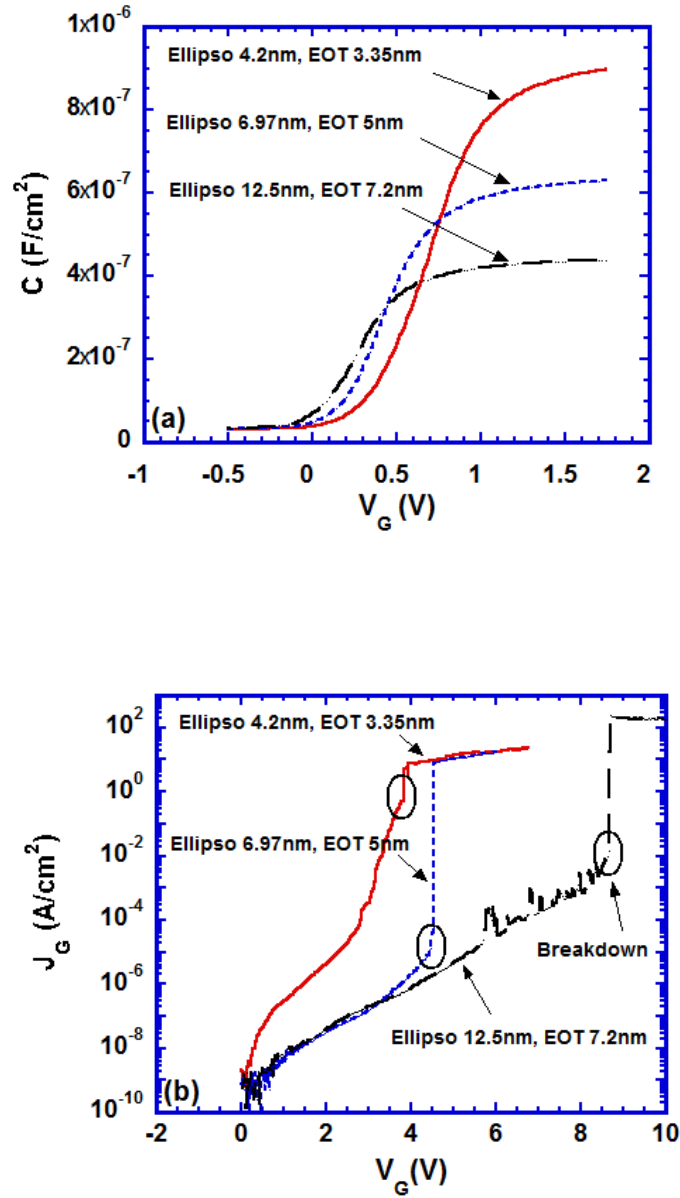 1x10⁻⁶
Ellipso 4.2nm, EOT 3.35nm
8x10⁻⁷
Ellipso 6.97nm, EOT 5nm
6x10⁻⁷
Ellipso 12.5nm, EOT 7.2nm
C (F/cm²)
4x10⁻⁷
2x10⁻⁷
(a)
0
-1 -0.5 0 0.5 1 1.5 2
V_G (V)
10²
Ellipso 4.2nm, EOT 3.35nm
10⁰
Ellipso 6.97nm, EOT 5nm
10⁻²
J_G (A/cm²)
10⁻⁴
Breakdown
10⁻⁶
Ellipso 12.5nm, EOT 7.2nm
10⁻⁸
(b)
10⁻¹⁰
-2 0 2 4 6 8 10
V_G(V)